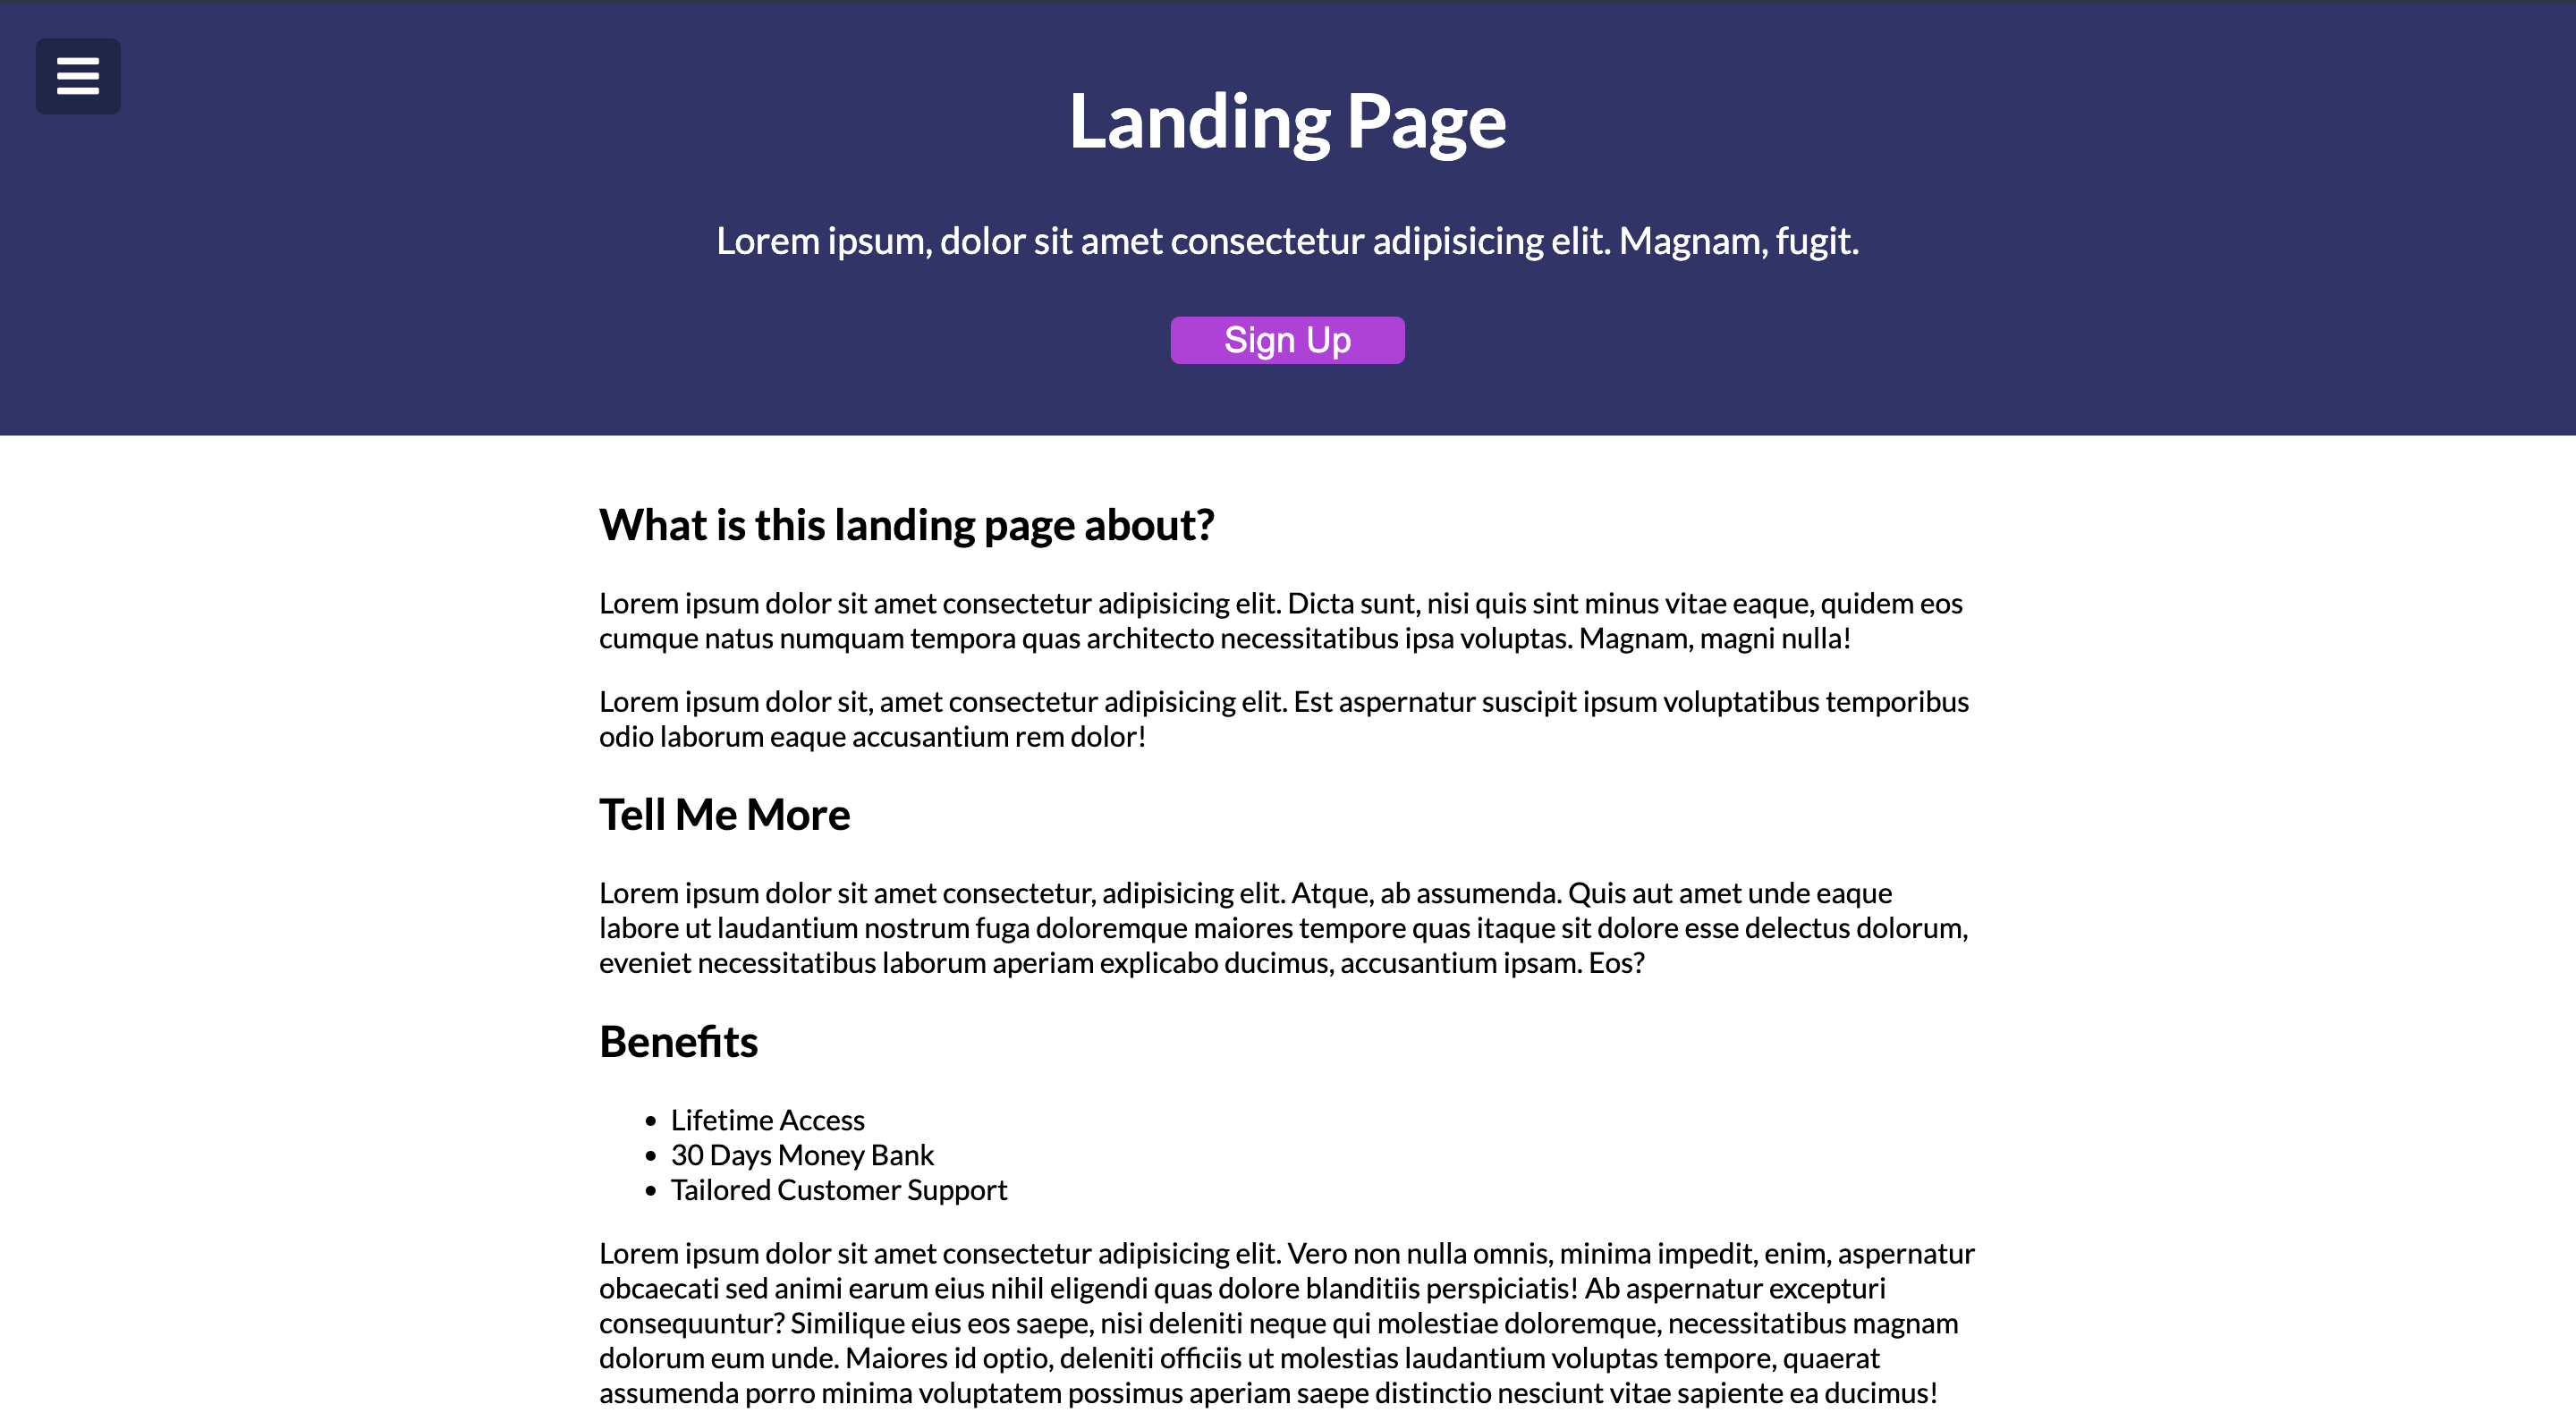 Landing Page
Lorem ipsum, dolor sit amet consectetur adipisicing elit. Magnam, fugit.
Sign Up
What is this landing page about?
Lorem ipsum dolor sit amet consectetur adipisicing elit. Dicta sunt, nisi quis sint minus vitae eaque, quidem eos
cumque natus numquam tempora quas architecto necessitatibus ipsa voluptas. Magnam, magni nulla!
Lorem ipsum dolor sit, amet consectetur adipisicing elit. Est aspernatur suscipit ipsum voluptatibus temporibus
odio laborum eaque accusantium rem dolor!
Tell Me More
Lorem ipsum dolor sit amet consectetur, adipisicing elit. Atque, ab assumenda. Quis aut amet unde eaque
labore ut laudantium nostrum fuga doloremque maiores tempore quas itaque sit dolore esse delectus dolorum,
eveniet necessitatibus laborum aperiam explicabo ducimus, accusantium ipsam. Eos?
Benefits
• Lifetime Access
• 30 Days Money Bank
• Tailored Customer Support
Lorem ipsum dolor sit amet consectetur adipisicing elit. Vero non nulla omnis, minima impedit, enim, aspernatur
obcaecati sed animi earum eius nihil eligendi quas dolore blanditiis perspiciatis! Ab aspernatur excepturi
consequuntur? Similique eius eos saepe, nisi deleniti neque qui molestiae doloremque, necessitatibus magnam
dolorum eum unde. Maiores id optio, deleniti officiis ut molestias laudantium voluptas tempore, quaerat
assumenda porro minima voluptatem possimus aperiam saepe distinctio nesciunt vitae sapiente ea ducimus!